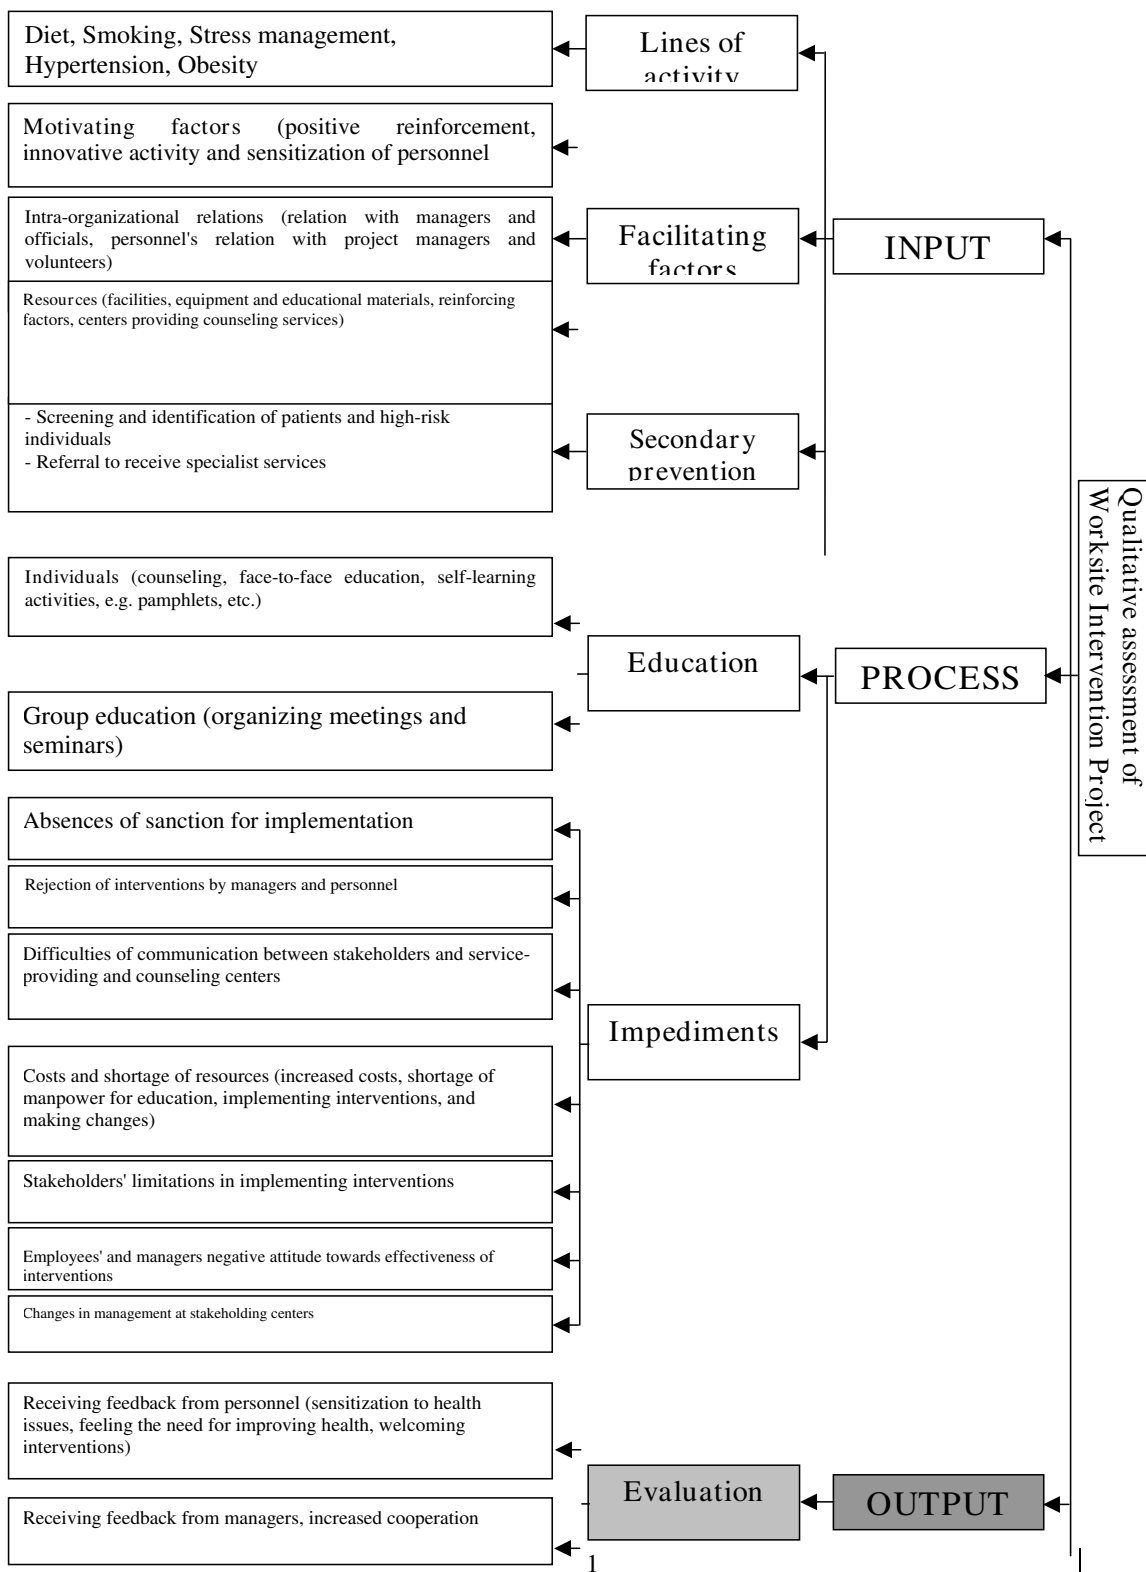 Diet, Smoking, Stress management,
Hypertension, Obesity
Lines of
activity
Motivating factors (positive reinforcement,
innovative activity and sensitization of personnel
Intra-organizational relations (relation with managers and
officials, personnel's relation with project managers and
volunteers)
Facilitating
factors
INPUT
Resources (facilities, equipment and educational materials, reinforcing
factors, centers providing counseling services)
- Screening and identification of patients and high-risk
individuals
- Referral to receive specialist services
Secondary
prevention
Qualitative assessment of
Worksite Intervention Project
Individuals (counseling, face-to-face education, self-learning
activities, e.g. pamphlets, etc.)
Education
PROCESS
Group education (organizing meetings and
seminars)
Absences of sanction for implementation
Rejection of interventions by managers and personnel
Difficulties of communication between stakeholders and service-
providing and counseling centers
Impediments
Costs and shortage of resources (increased costs, shortage of
manpower for education, implementing interventions, and
making changes)
Stakeholders' limitations in implementing interventions
Employees' and managers negative attitude towards effectiveness of
interventions
Changes in management at stakeholding centers
Receiving feedback from personnel (sensitization to health
issues, feeling the need for improving health, welcoming
interventions)
Evaluation
OUTPUT
Receiving feedback from managers, increased cooperation
1